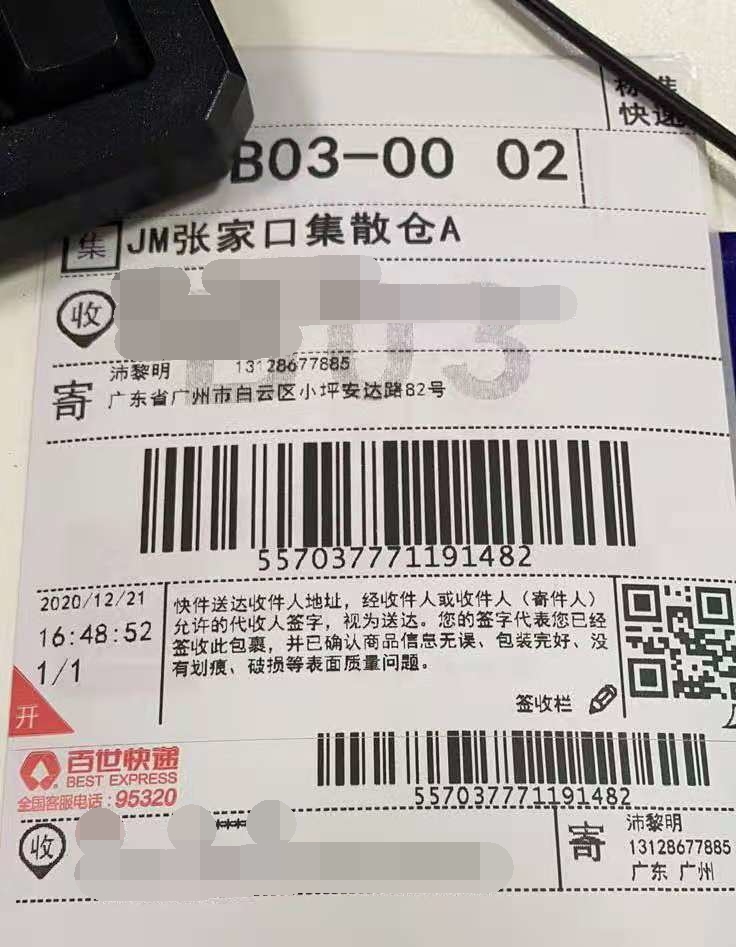 标准
快递
B03-00 02
集 JM张家口集散仓A
收
B03
寄 沛黎明 13128677885
广东省广州市白云区小坪安达路82号
557037771191482
2020/12/21
16:48:52
1/1
快件送达收件人地址，经收件人或收件人（寄件人）
允许的代收人签字，视为送达。您的签字代表您已经
签收此包裹，并已确认商品信息无误、包装完好、没
有划痕、破损等表面质量问题。
签收栏
开
百世快递
BEST EXPRESS
全国客服电话：95320
557037771191482
收
***
寄 沛黎明
13128677885
广东 广州